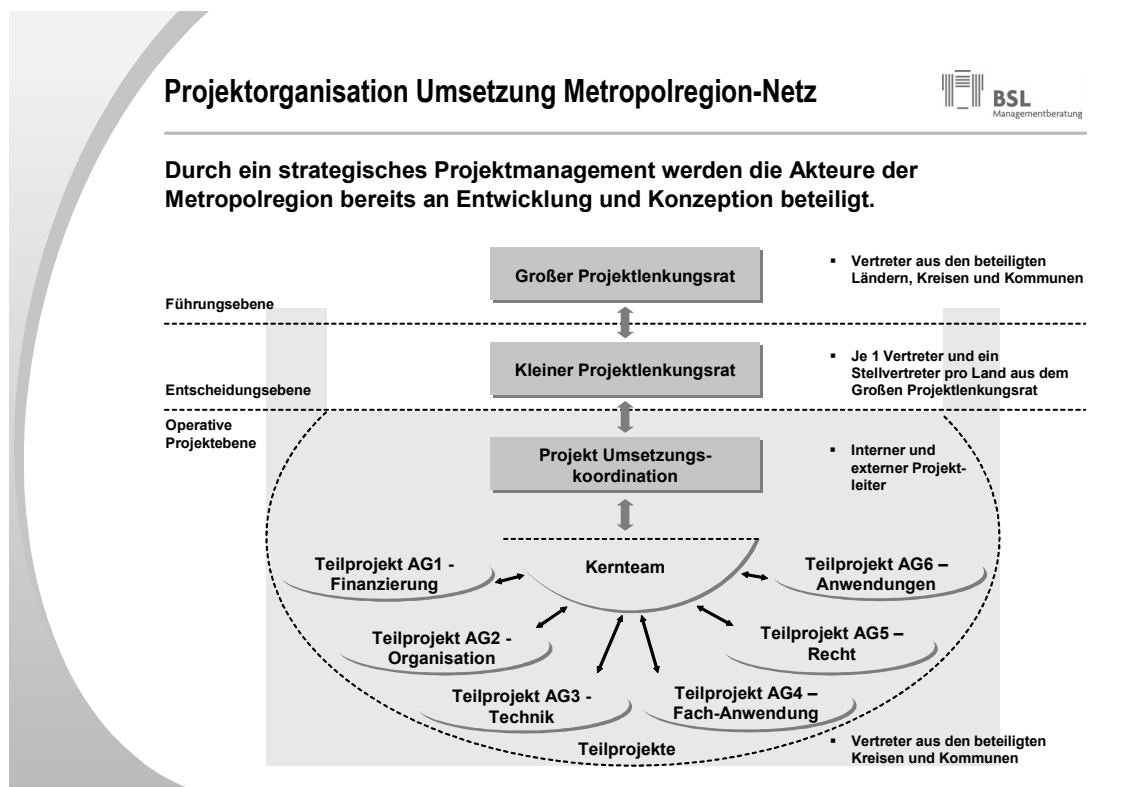 Projektorganisation Umsetzung Metropolregion-Netz
BSL
Managementberatung
Durch ein strategisches Projektmanagement werden die Akteure der
Metropolregion bereits an Entwicklung und Konzeption beteiligt.
Großer Projektlenkungsrat
▪ Vertreter aus den beteiligten
Ländern, Kreisen und Kommunen
Führungsebene
Kleiner Projektlenkungsrat
▪ Je 1 Vertreter und ein
Stellvertreter pro Land aus dem
Großen Projektlenkungsrat
Entscheidungsebene
Operative
Projektebene
Projekt Umsetzungs-
koordination
▪ Interner und
externer Projekt-
leiter
Kernteam
Teilprojekt AG1 -
Finanzierung
Teilprojekt AG6 –
Anwendungen
Teilprojekt AG2 -
Organisation
Teilprojekt AG5 –
Recht
Teilprojekt AG3 -
Technik
Teilprojekt AG4 –
Fach-Anwendung
Teilprojekte
▪ Vertreter aus den beteiligten
Kreisen und Kommunen